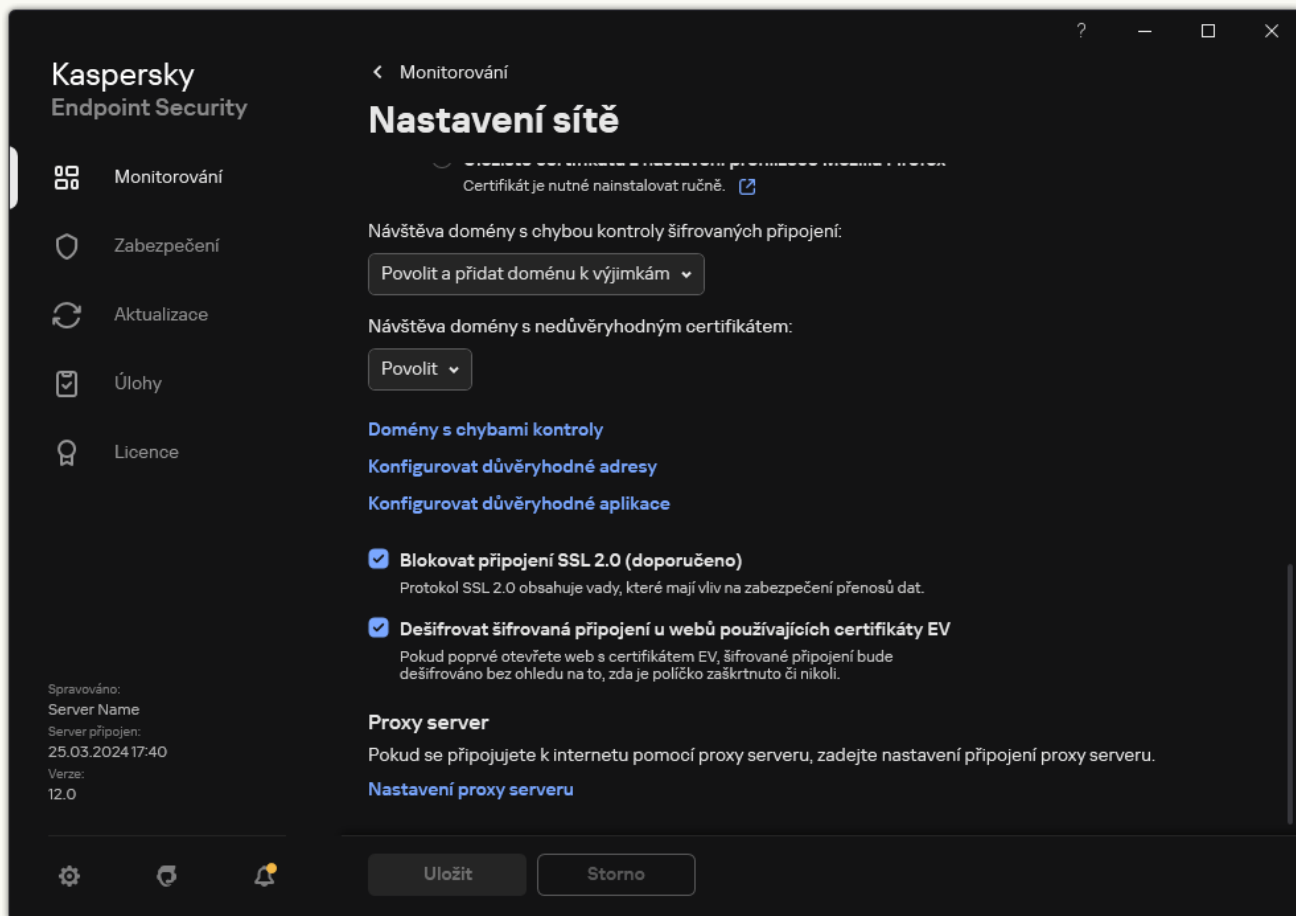 ?
Kaspersky
Endpoint Security
Monitorování
Zabezpečení
Aktualizace
Úlohy
Licence
Spravováno:
Server Name
Server připojen:
25.03.2024 17:40
Verze:
12.0
Monitorování
Nastavení sítě
Certifikát je nutné nainstalovat ručně.
Návštěva domény s chybou kontroly šifrovaných připojení:
Povolit a přidat doménu k výjimkám
Návštěva domény s nedůvěryhodným certifikátem:
Povolit
Domény s chybami kontroly
Konfigurovat důvěryhodné adresy
Konfigurovat důvěryhodné aplikace
Blokovat připojení SSL 2.0 (doporučeno)
Protokol SSL 2.0 obsahuje vady, které mají vliv na zabezpečení přenosů dat.
Dešifrovat šifrovaná připojení u webů používajících certifikáty EV
Pokud poprvé otevřete web s certifikátem EV, šifrované připojení bude
dešifrováno bez ohledu na to, zda je políčko zaškrtnuto či nikoli.
Proxy server
Pokud se připojujete k internetu pomocí proxy serveru, zadejte nastavení připojení proxy serveru.
Nastavení proxy serveru
Uložit
Storno